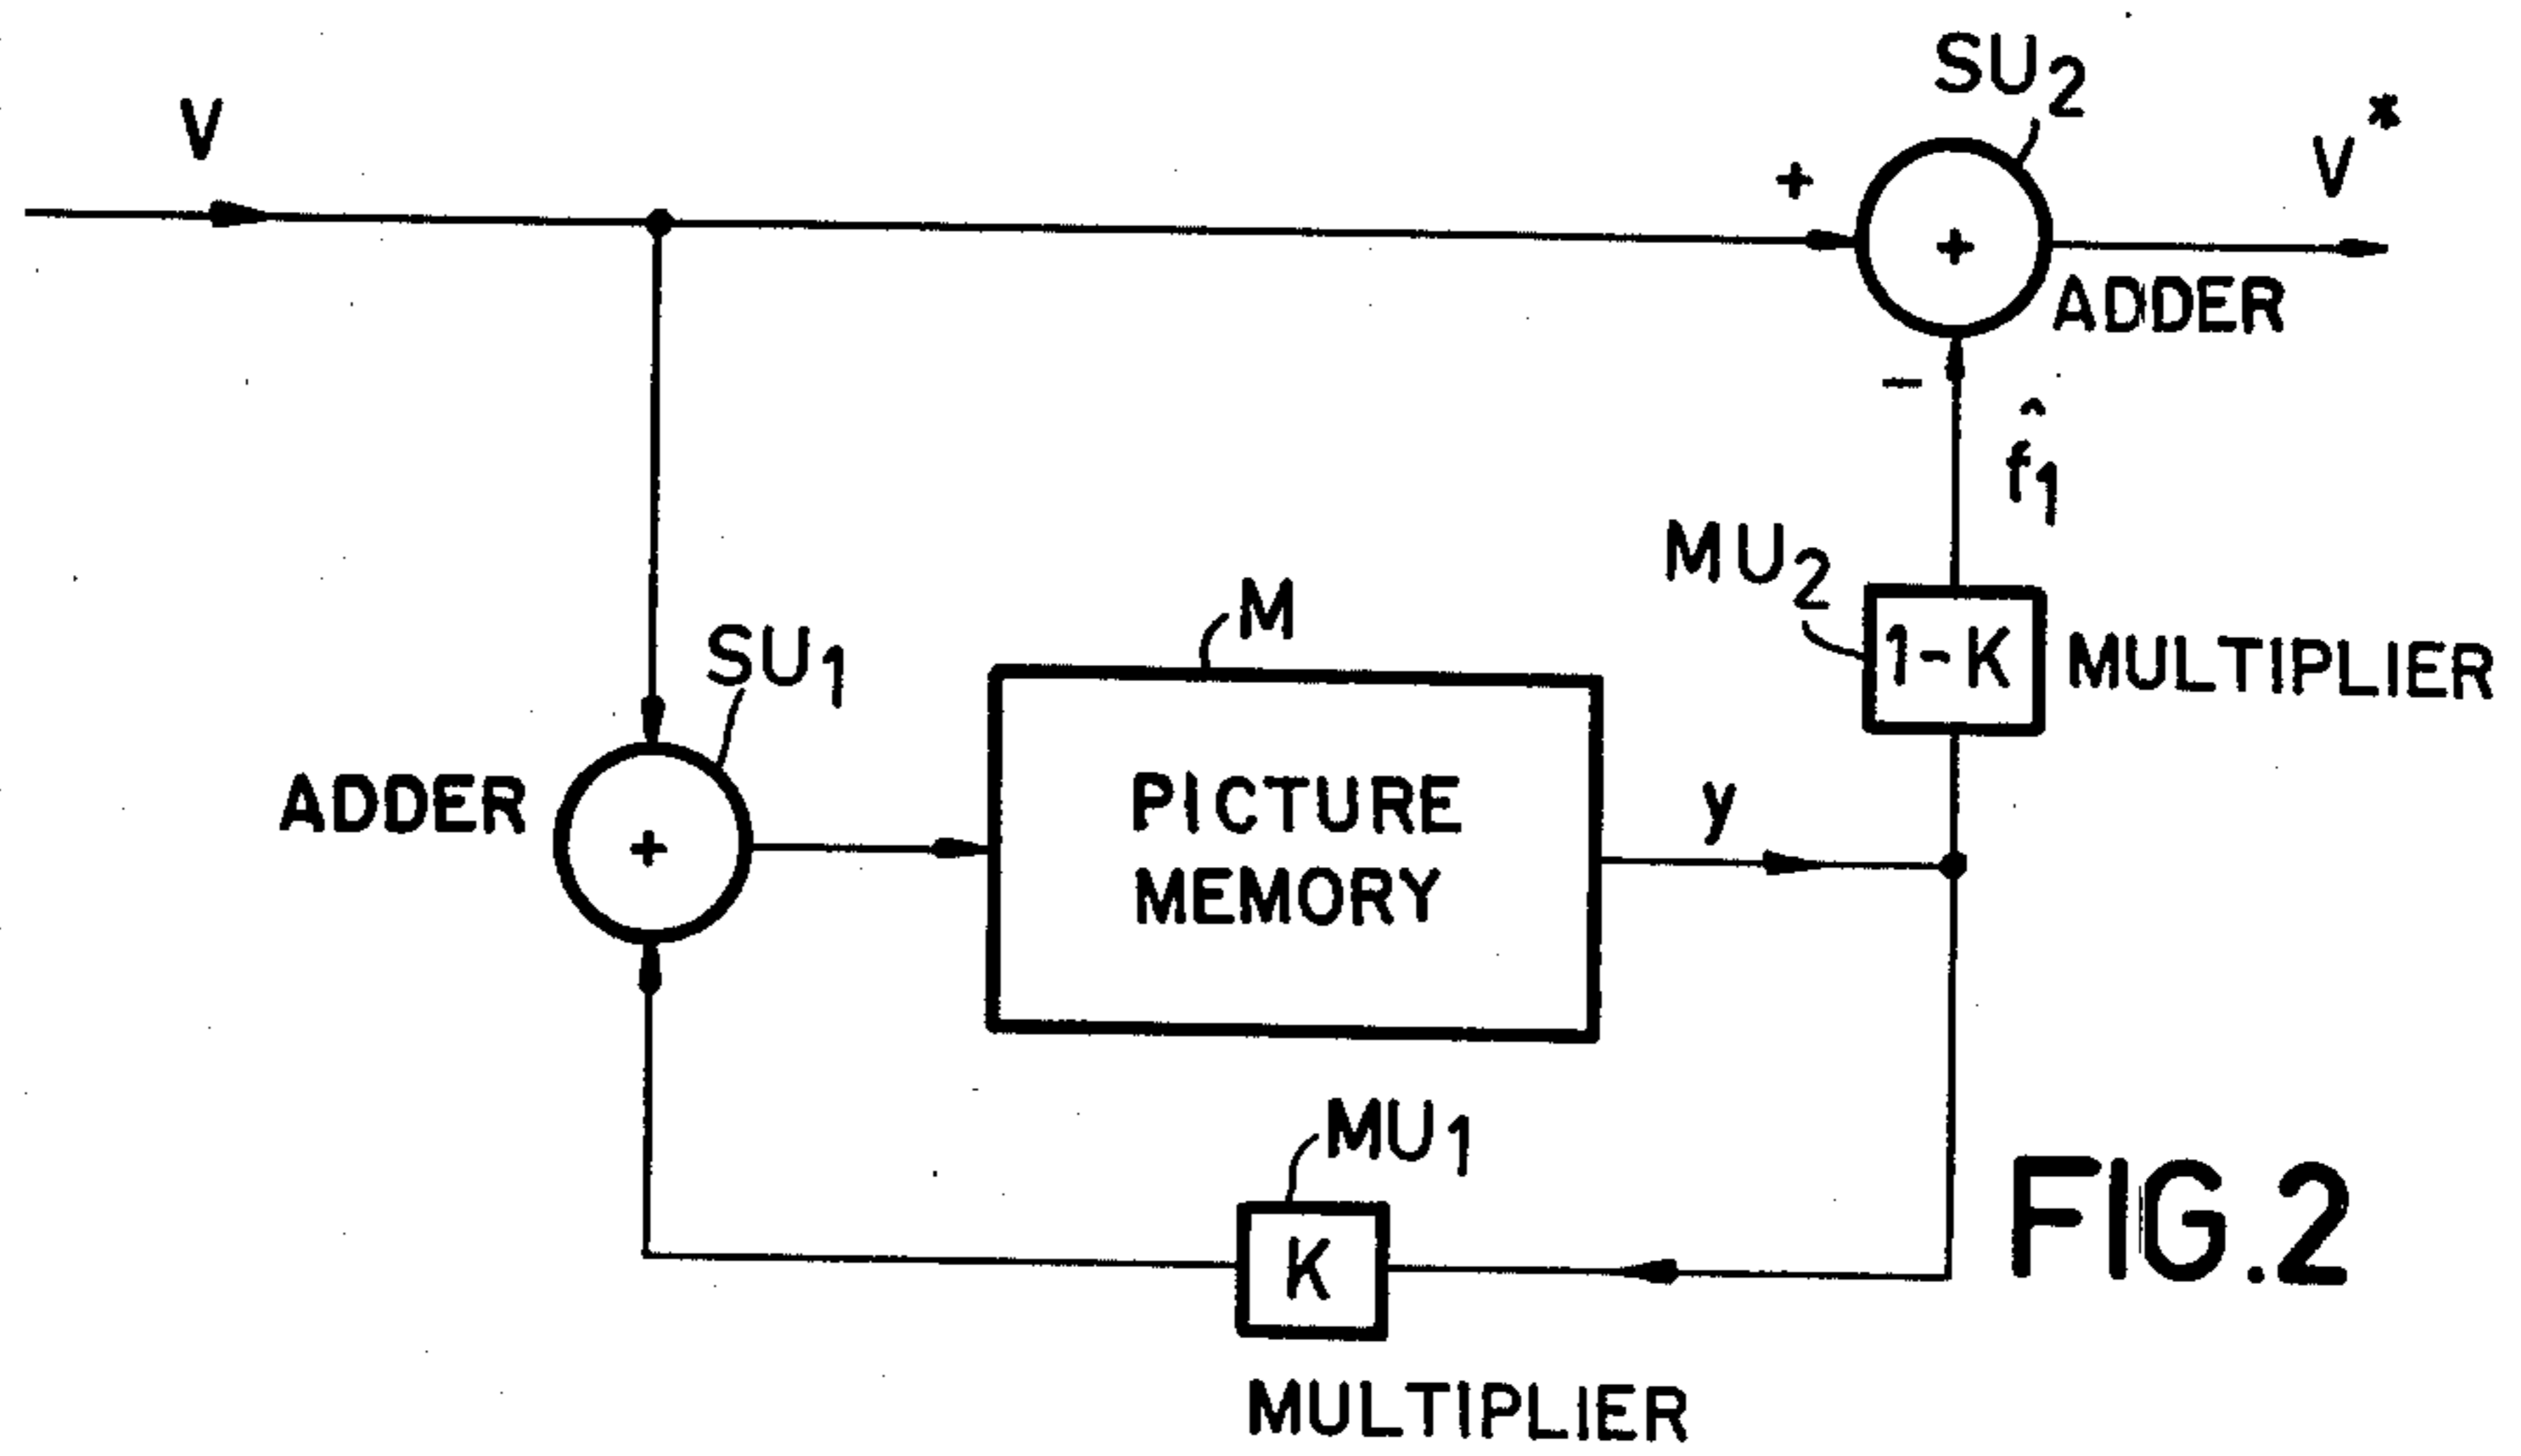 SU2
V
V*
+
+
ADDER
-
f̂1
MU2
M
1-K MULTIPLIER
SU1
ADDER
+
PICTURE
MEMORY
y
MU1
K
MULTIPLIER
FIG.2